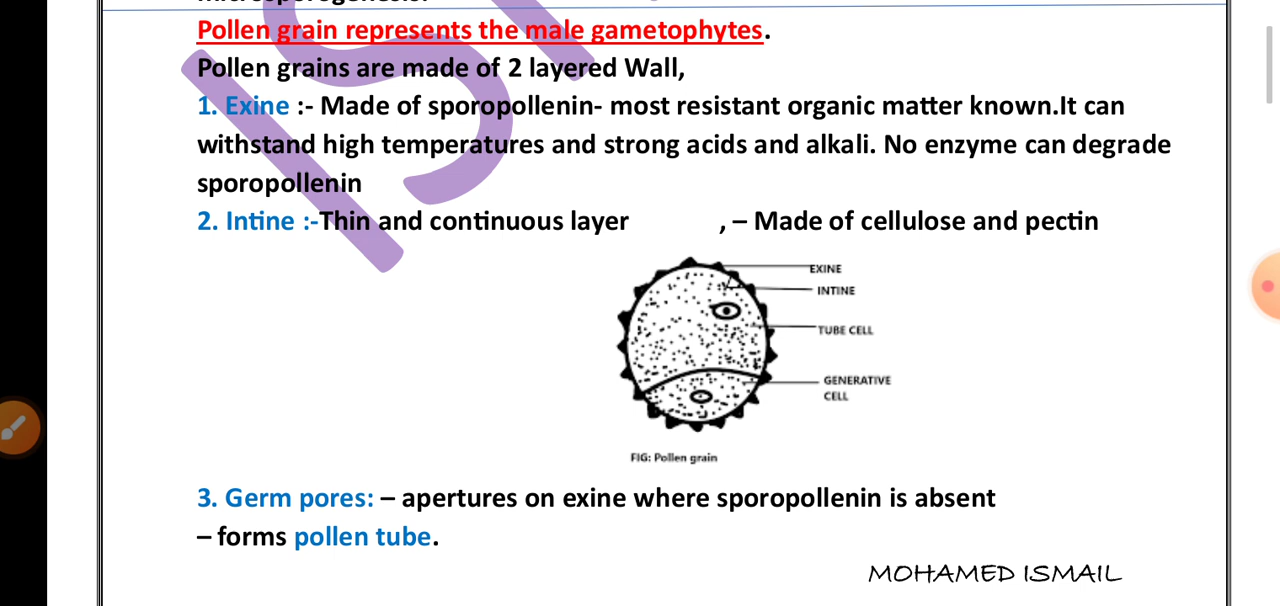 Pollen grain represents the male gametophytes.
Pollen grains are made of 2 layered Wall,
1. Exine :- Made of sporopollenin- most resistant organic matter known.It can
withstand high temperatures and strong acids and alkali. No enzyme can degrade
sporopollenin
2. Intine :-Thin and continuous layer , – Made of cellulose and pectin
EXINE
INTINE
TUBE CELL
GENERATIVE
CELL
FIG: Pollen grain
3. Germ pores: – apertures on exine where sporopollenin is absent
– forms pollen tube.
MOHAMED ISMAIL